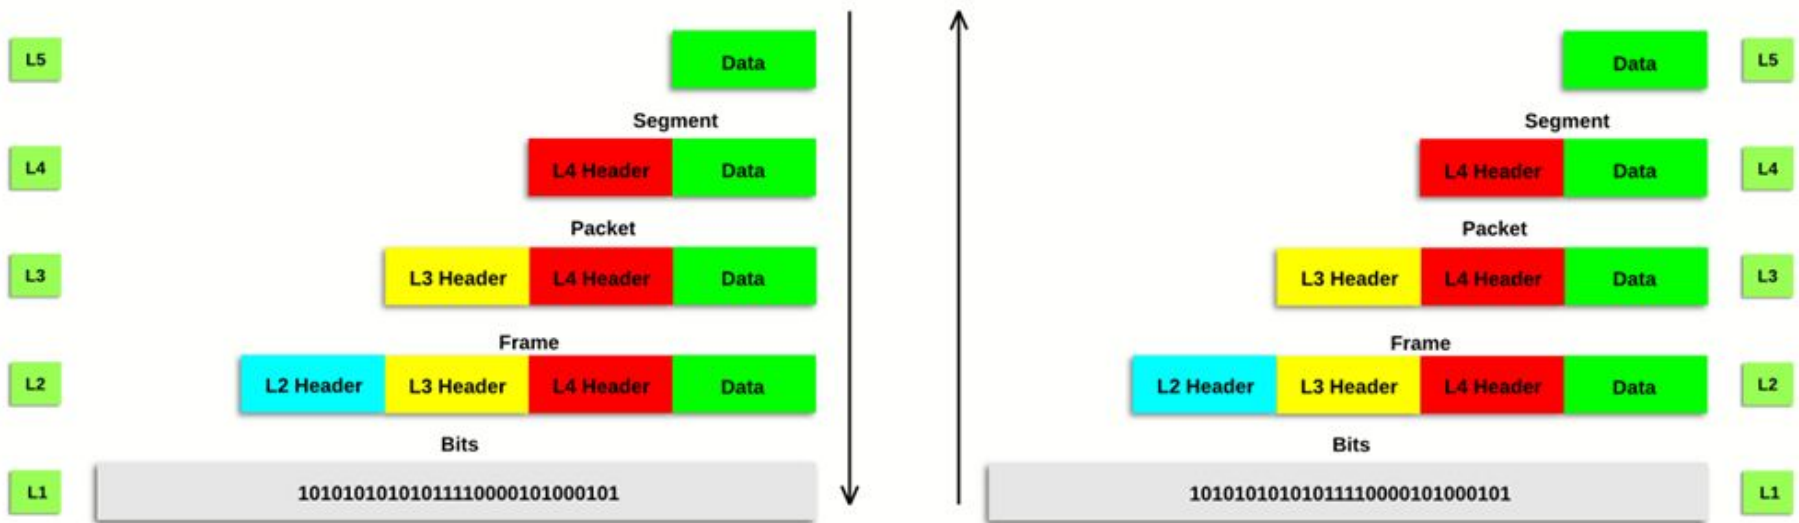 L5 Data Data L5
Segment Segment
L4 L4 Header Data L4 Header Data L4
Packet Packet
L3 L3 Header L4 Header Data L3 Header L4 Header Data L3
Frame Frame
L2 L2 Header L3 Header L4 Header Data L2 Header L3 Header L4 Header Data L2
Bits Bits
L1 101010101010111110000101000101 101010101010111110000101000101 L1